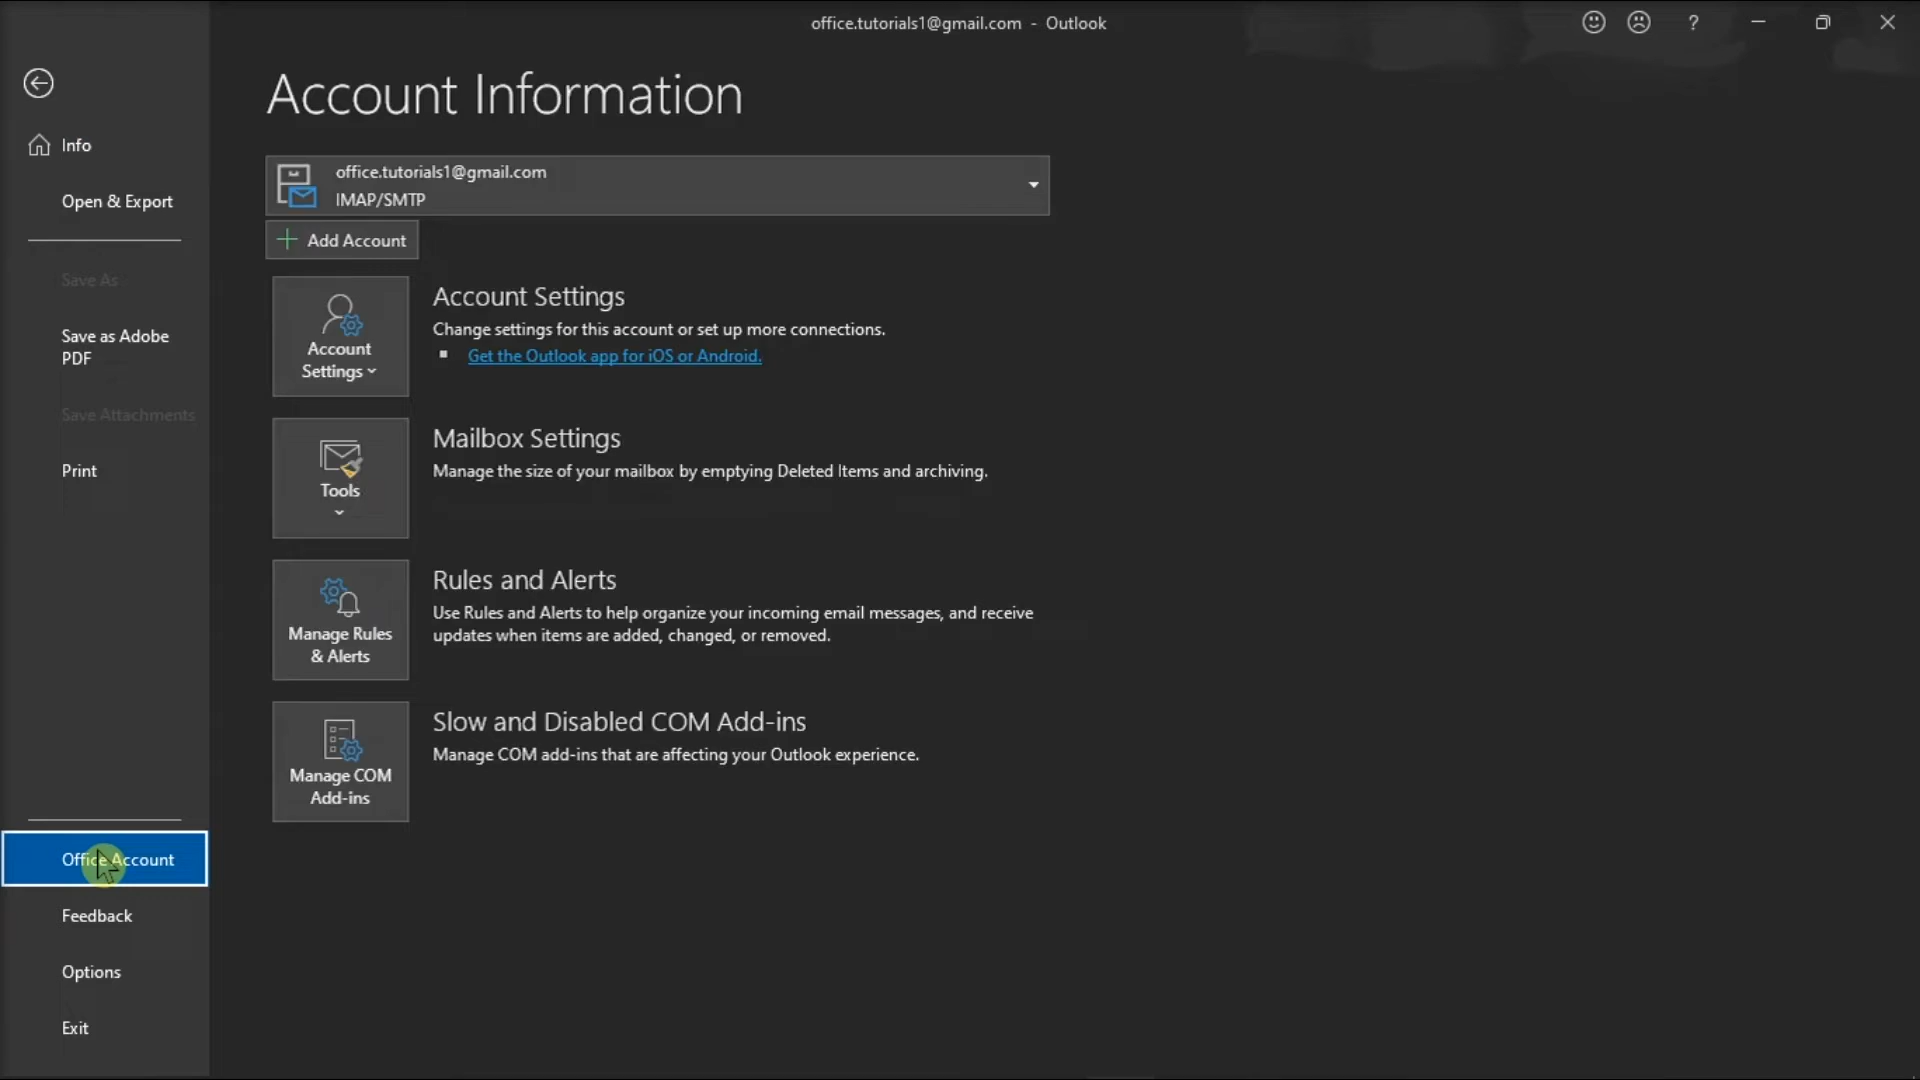 office.tutorials1@gmail.com - Outlook
?
Account Information
Info
Open & Export
Save As
Save as Adobe
PDF
Save Attachments
Print
Office Account
Feedback
Options
Exit
office.tutorials1@gmail.com
IMAP/SMTP
Add Account
Account
Settings
Account Settings
Change settings for this account or set up more connections.
Get the Outlook app for iOS or Android.
Tools
Mailbox Settings
Manage the size of your mailbox by emptying Deleted Items and archiving.
Manage Rules
& Alerts
Rules and Alerts
Use Rules and Alerts to help organize your incoming email messages, and receive
updates when items are added, changed, or removed.
Manage COM
Add-ins
Slow and Disabled COM Add-ins
Manage COM add-ins that are affecting your Outlook experience.